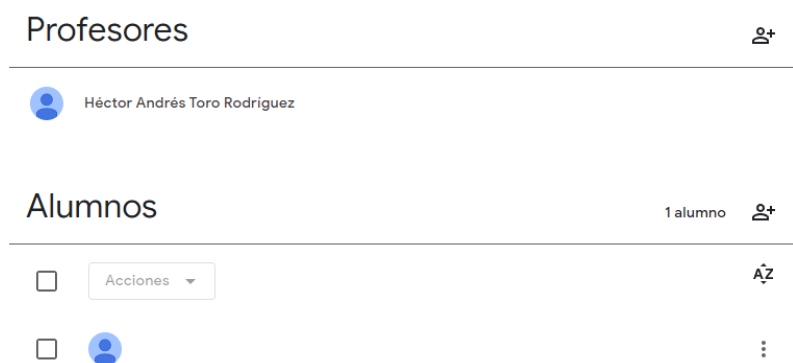 Profesores
Héctor Andrés Toro Rodríguez
Alumnos
1 alumno
Acciones
AZ